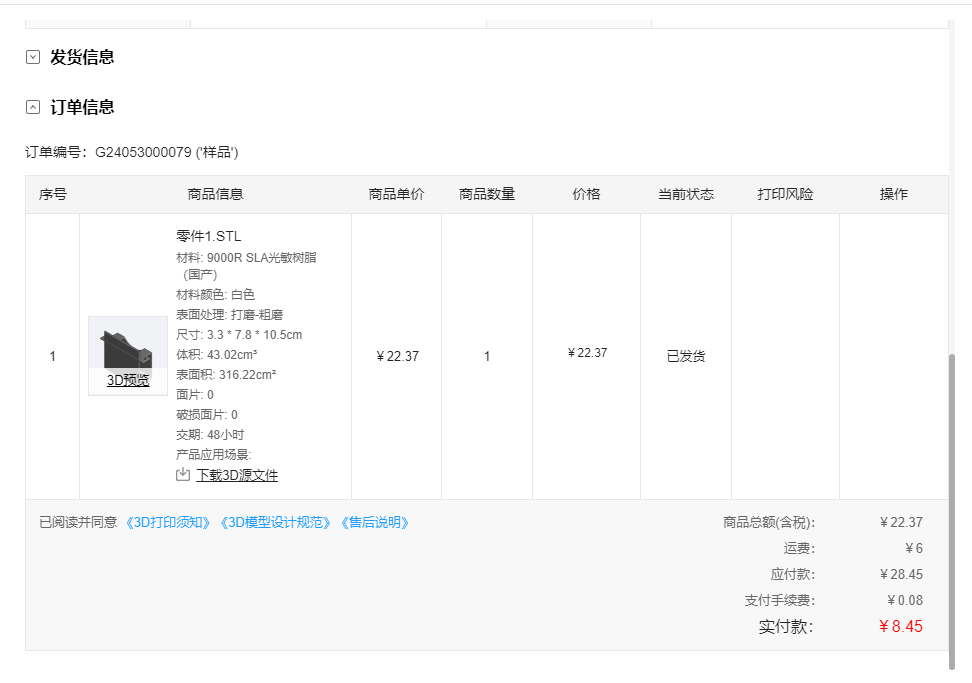 发货信息
订单信息
订单编号：G24053000079 ('样品')
序号 商品信息 商品单价 商品数量 价格 当前状态 打印风险 操作
零件1.STL
材料: 9000R SLA光敏树脂
（国产）
材料颜色: 白色
表面处理: 打磨-粗磨
尺寸: 3.3 * 7.8 * 10.5cm
体积: 43.02cm³
表面积: 316.22cm²
面片: 0
破损面片: 0
交期: 48小时
产品应用场景:
下载3D源文件
3D预览
1 ￥22.37 1 ￥22.37 已发货
已阅读并同意 《3D打印须知》 《3D模型设计规范》 《售后说明》
商品总额(含税)： ￥22.37
运费： ￥6
应付款： ￥28.45
支付手续费： ￥0.08
实付款： ￥8.45